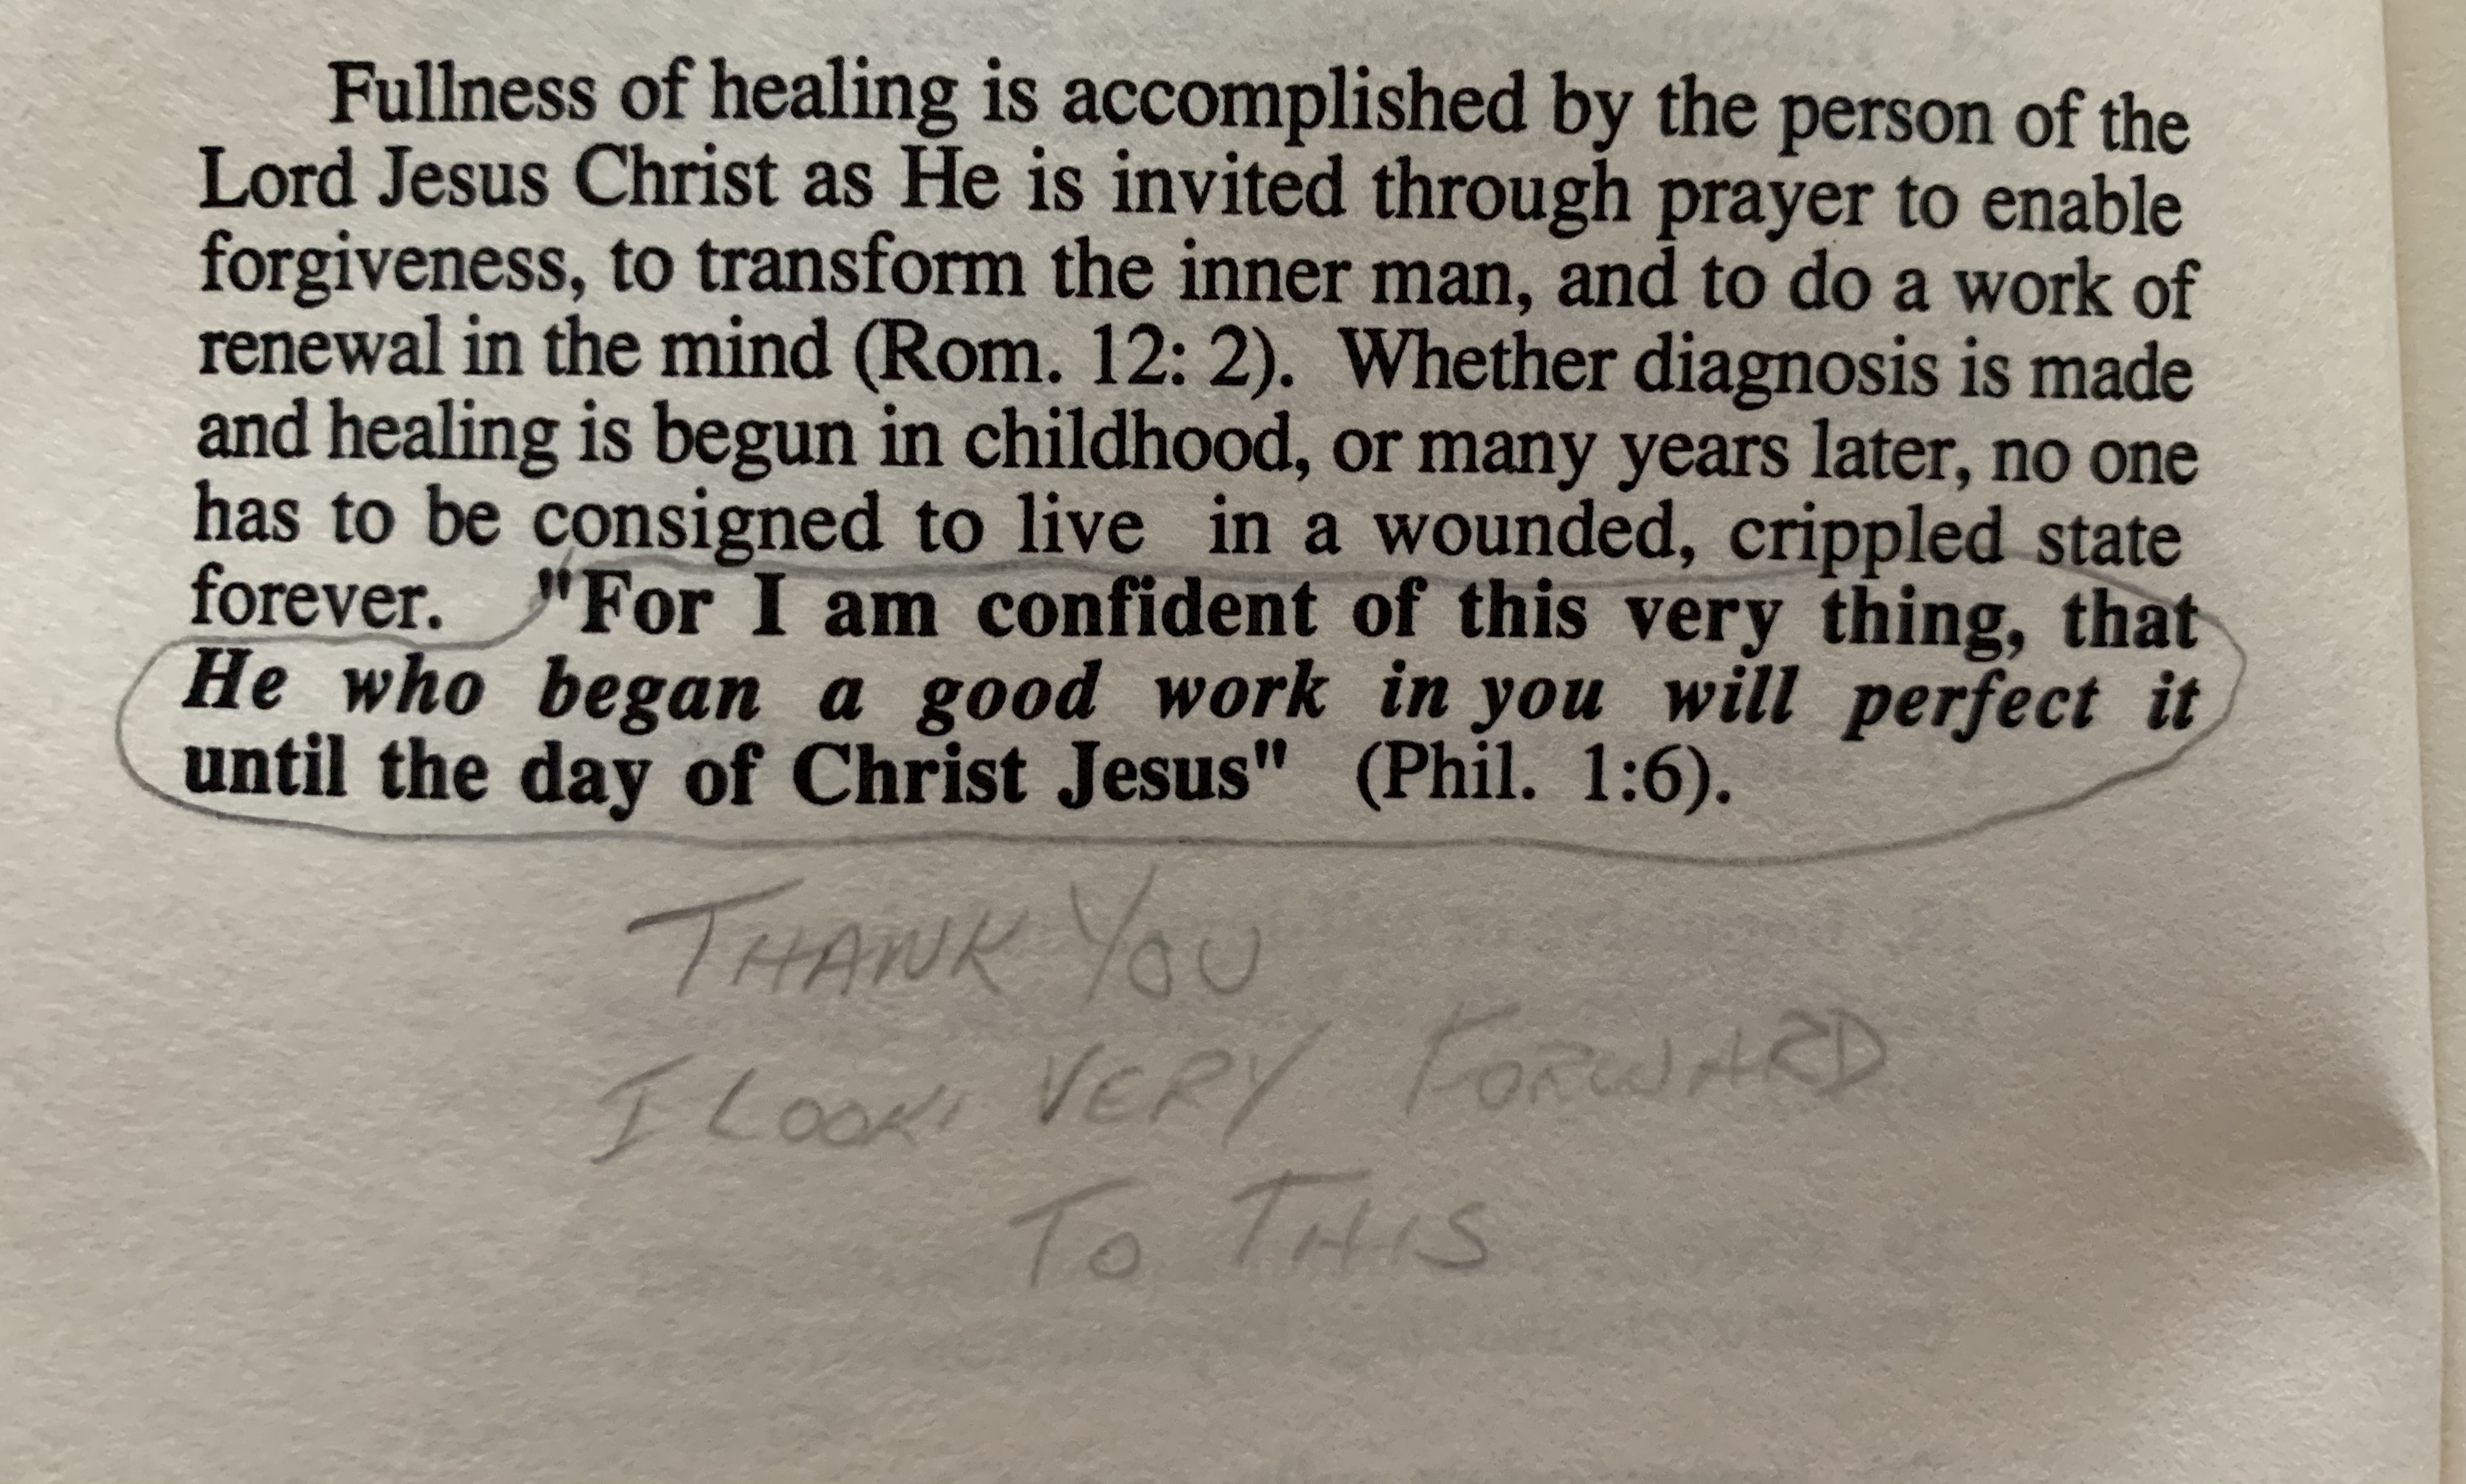 Fullness of healing is accomplished by the person of the
Lord Jesus Christ as He is invited through prayer to enable
forgiveness, to transform the inner man, and to do a work of
renewal in the mind (Rom. 12: 2). Whether diagnosis is made
and healing is begun in childhood, or many years later, no one
has to be consigned to live in a wounded, crippled state
forever. "For I am confident of this very thing, that
He who began a good work in you will perfect it
until the day of Christ Jesus" (Phil. 1:6).
THANK YOU
I LOOK VERY FORWARD
TO THIS